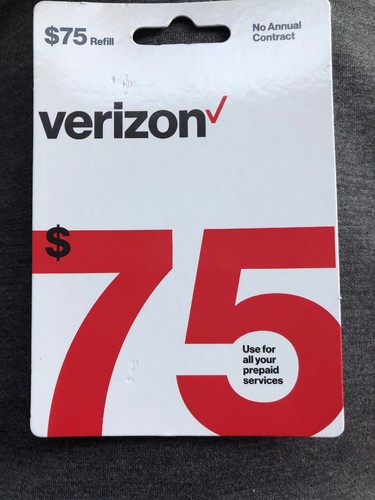 $75 Refill
No Annual
Contract
verizon✓
$
75
Use for
all your
prepaid
services